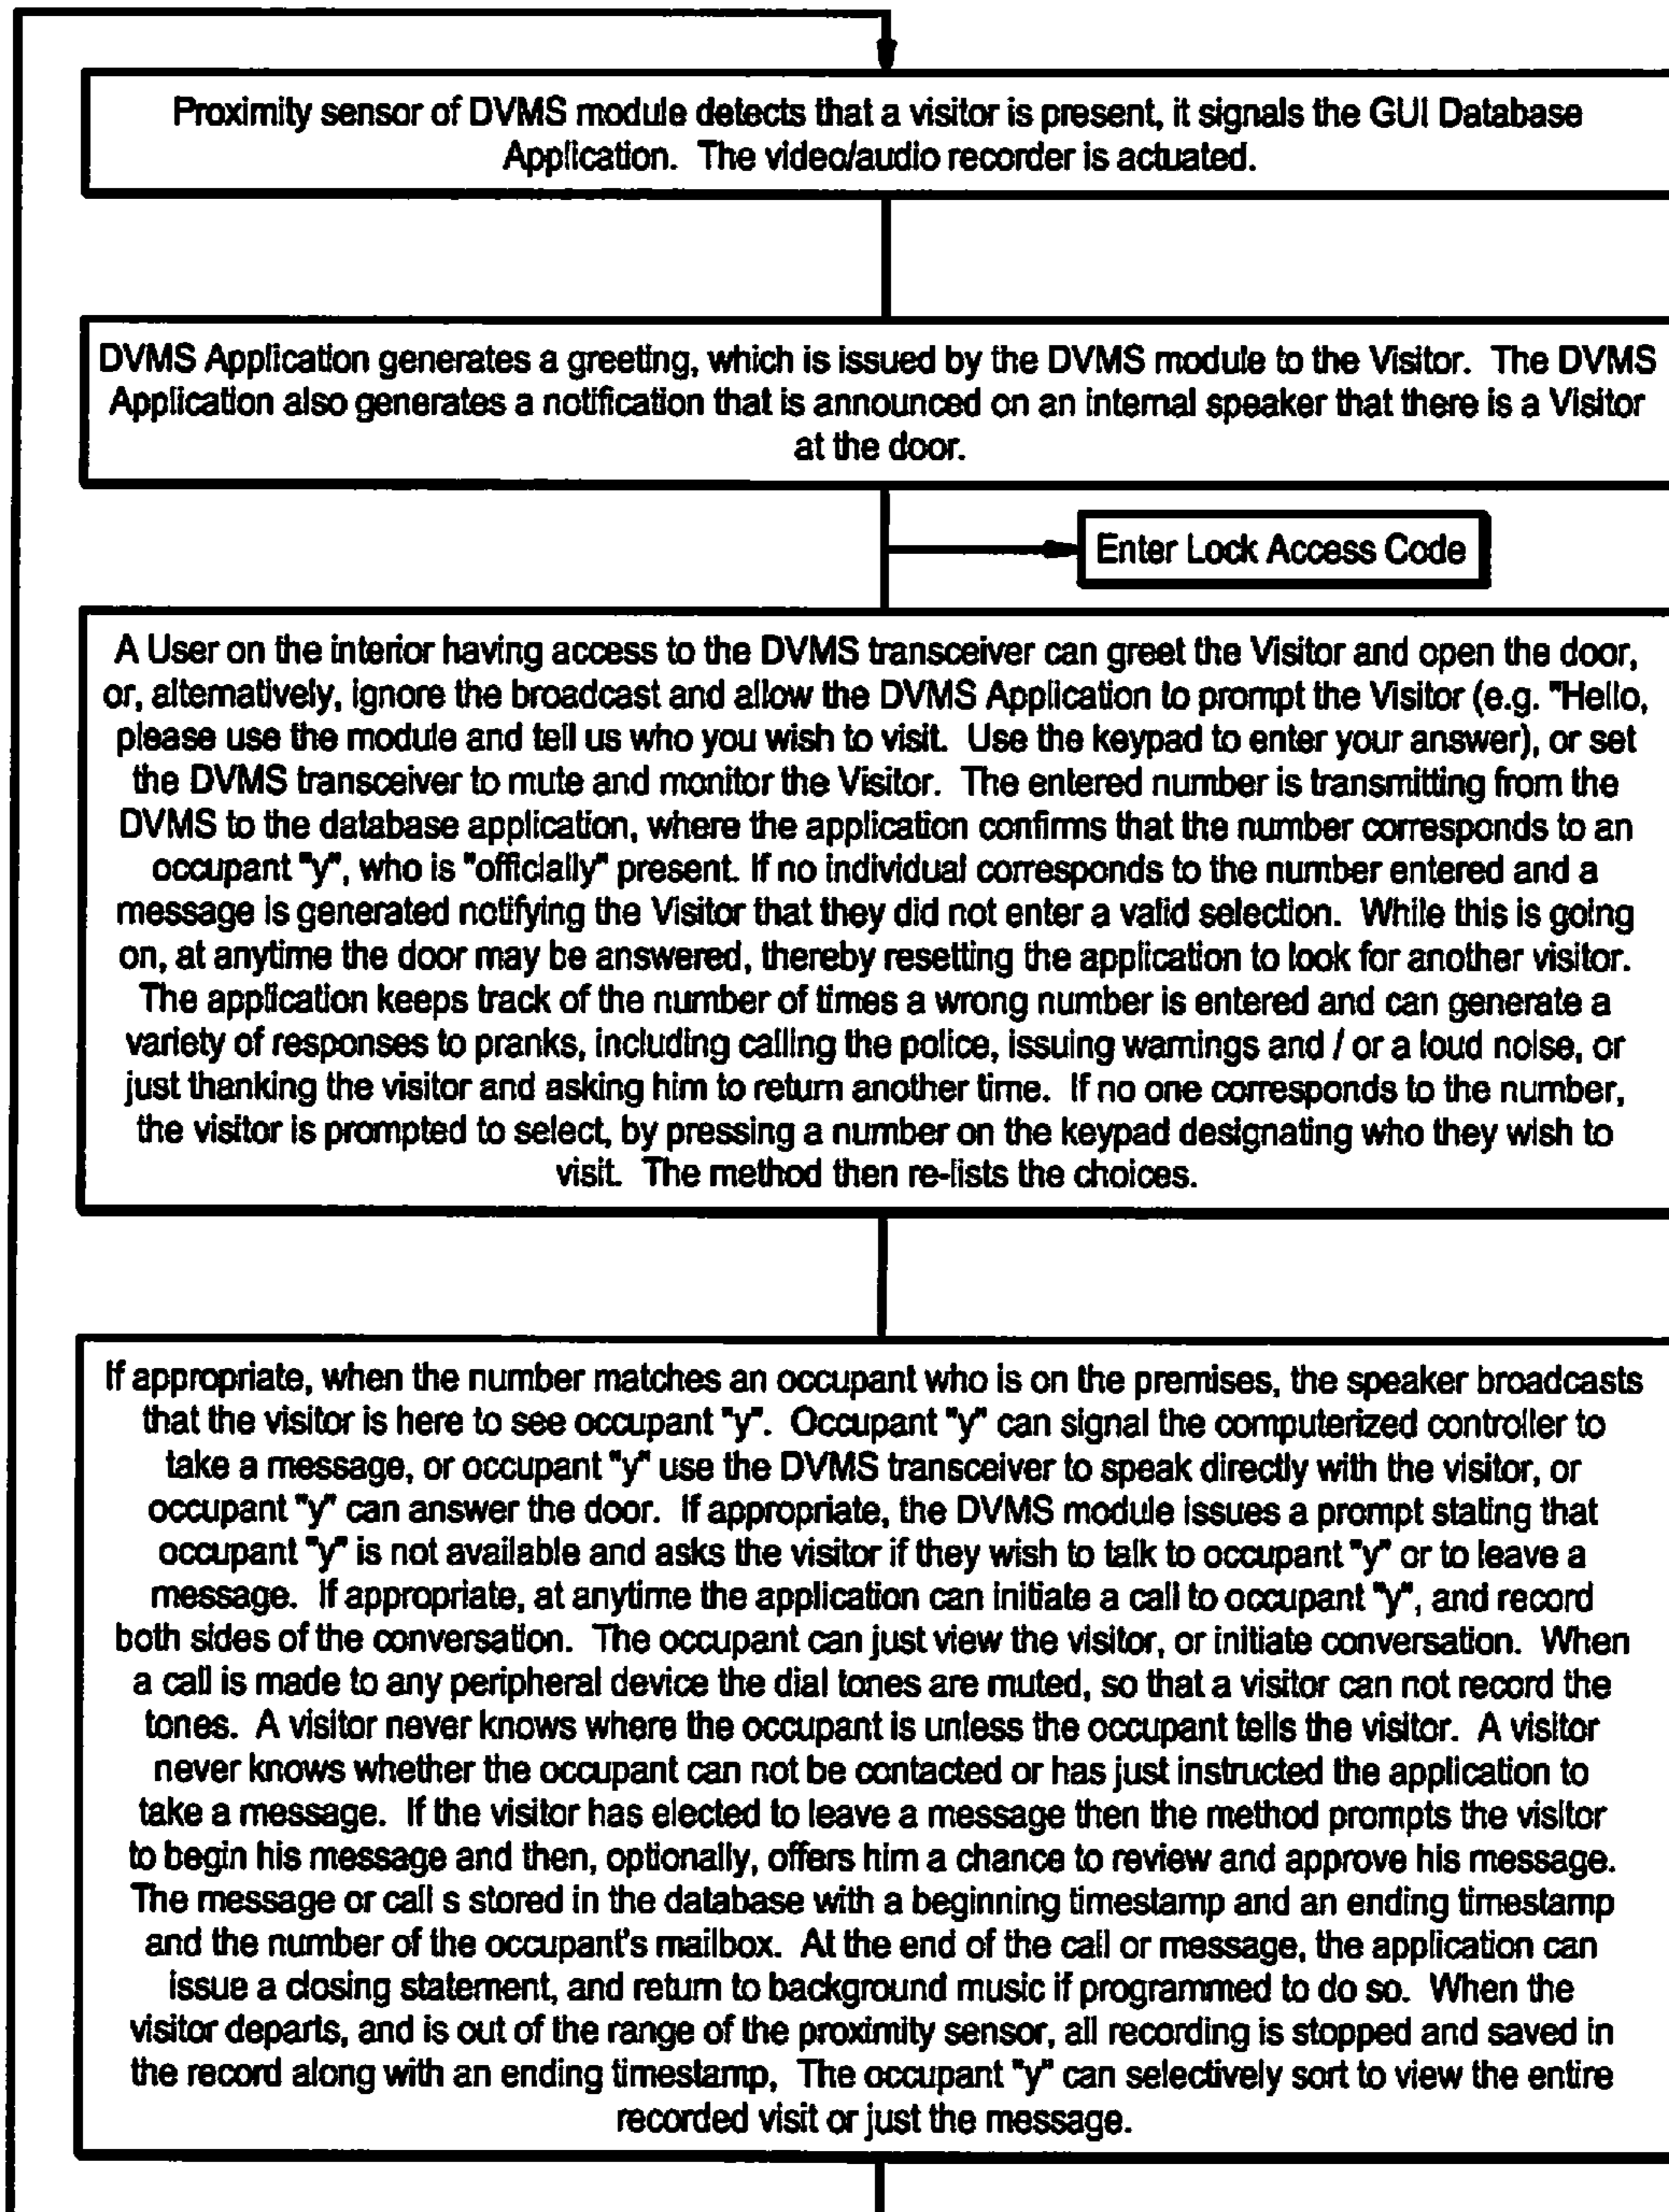 Proximity sensor of DVMS module detects that a visitor is present, it signals the GUI Database
Application. The video/audio recorder is actuated.
DVMS Application generates a greeting, which is issued by the DVMS module to the Visitor. The DVMS
Application also generates a notification that is announced on an internal speaker that there is a Visitor
at the door.
Enter Lock Access Code
A User on the interior having access to the DVMS transceiver can greet the Visitor and open the door,
or, alternatively, ignore the broadcast and allow the DVMS Application to prompt the Visitor (e.g. "Hello,
please use the module and tell us who you wish to visit. Use the keypad to enter your answer), or set
the DVMS transceiver to mute and monitor the Visitor. The entered number is transmitting from the
DVMS to the database application, where the application confirms that the number corresponds to an
occupant "y", who is "officially" present. If no individual corresponds to the number entered and a
message is generated notifying the Visitor that they did not enter a valid selection. While this is going
on, at anytime the door may be answered, thereby resetting the application to look for another visitor.
The application keeps track of the number of times a wrong number is entered and can generate a
variety of responses to pranks, including calling the police, issuing warnings and / or a loud noise, or
just thanking the visitor and asking him to return another time. If no one corresponds to the number,
the visitor is prompted to select, by pressing a number on the keypad designating who they wish to
visit. The method then re-lists the choices.
If appropriate, when the number matches an occupant who is on the premises, the speaker broadcasts
that the visitor is here to see occupant "y". Occupant "y" can signal the computerized controller to
take a message, or occupant "y" use the DVMS transceiver to speak directly with the visitor, or
occupant "y" can answer the door. If appropriate, the DVMS module issues a prompt stating that
occupant "y" is not available and asks the visitor if they wish to talk to occupant "y" or to leave a
message. If appropriate, at anytime the application can initiate a call to occupant "y", and record
both sides of the conversation. The occupant can just view the visitor, or initiate conversation. When
a call is made to any peripheral device the dial tones are muted, so that a visitor can not record the
tones. A visitor never knows where the occupant is unless the occupant tells the visitor. A visitor
never knows whether the occupant can not be contacted or has just instructed the application to
take a message. If the visitor has elected to leave a message then the method prompts the visitor
to begin his message and then, optionally, offers him a chance to review and approve his message.
The message or call s stored in the database with a beginning timestamp and an ending timestamp
and the number of the occupant's mailbox. At the end of the call or message, the application can
issue a closing statement, and return to background music if programmed to do so. When the
visitor departs, and is out of the range of the proximity sensor, all recording is stopped and saved in
the record along with an ending timestamp, The occupant "y" can selectively sort to view the entire
recorded visit or just the message.